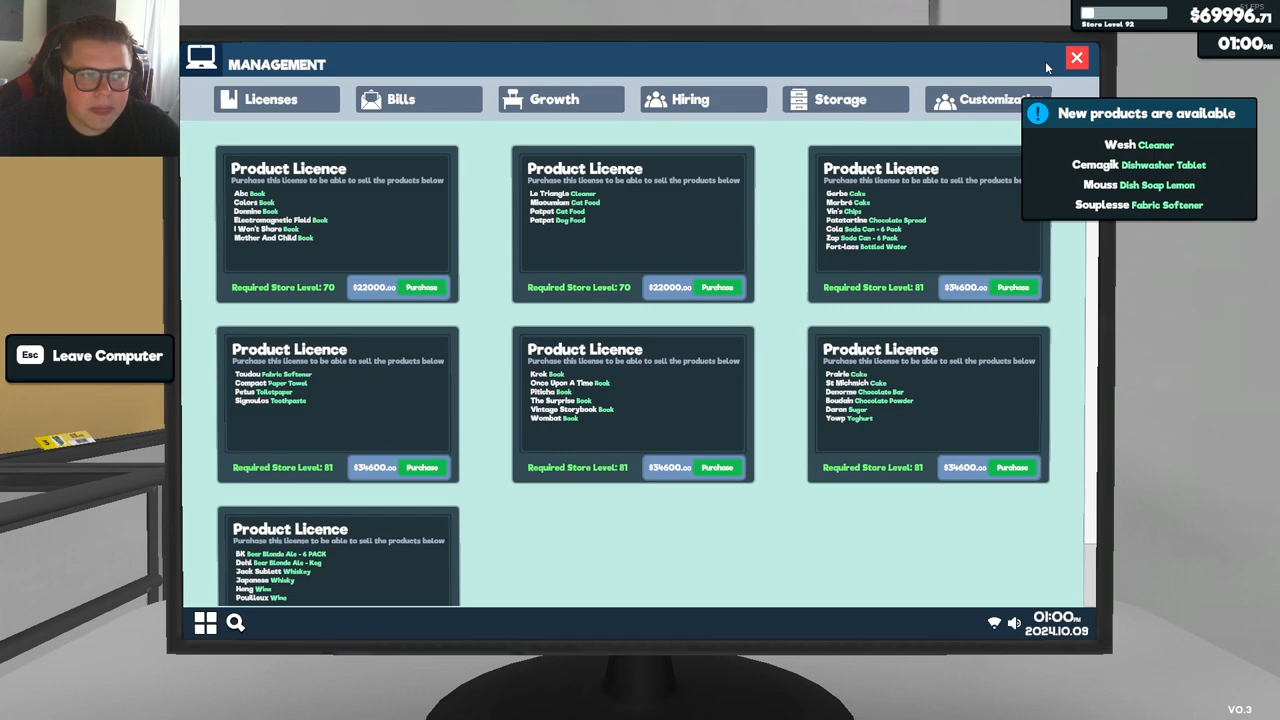 $69996.71
Store Level 92
01:00PM
MANAGEMENT
Licenses
Bills
Growth
Hiring
Storage
New products are available
Wesh Cleaner
Cemagik Dishwasher Tablet
Mouss Dish Soap Lemon
Souplesse Fabric Softener
Product Licence
Purchase this license to be able to sell the products below
Abc Book
Colors Book
Domine Book
Electromagnetic Field Book
I Won't Share Book
Mother And Child Book
Required Store Level: 70
$22000.00 Purchase
Product Licence
Purchase this license to be able to sell the products below
Le Triangle Cleaner
Miaoumiam Cat Food
Patpat Cat Food
Patpat Dog Food
Required Store Level: 70
$22000.00 Purchase
Product Licence
Purchase this license to be able to sell the
Gerbe Cake
Marbré Cake
Vin's Chips
Patatartine Chocolate Spread
Cola Soda Can - 6 Pack
Zap Soda Can - 6 Pack
Fort-lacs Bottled Water
Required Store Level: 81
$34600.00 Purchase
Esc Leave Computer
Product Licence
Purchase this license to be able to sell the products below
Taudou Fabric Softener
Compact Paper Towel
Petus Toiletpaper
Signoulos Toothpaste
Required Store Level: 81
$34600.00 Purchase
Product Licence
Purchase this license to be able to sell the products below
Krok Book
Once Upon A Time Book
Piticha Book
The Surprise Book
Vintage Storybook Book
Wombat Book
Required Store Level: 81
$34600.00 Purchase
Product Licence
Purchase this license to be able to sell the products below
Prairie Cake
St Michmich Cake
Denorme Chocolate Bar
Boudain Chocolate Powder
Daron Sugar
Yowp Yoghurt
Required Store Level: 81
$34600.00 Purchase
Product Licence
Purchase this license to be able to sell the products below
BK Beer Blonde Ale - 6 PACK
Dehl Beer Blonde Ale - Keg
Jack Sublett Whiskey
Japanese Whisky
Heng Wine
Pouilleux Wine
01:00PM
2024.10.09
V0.3